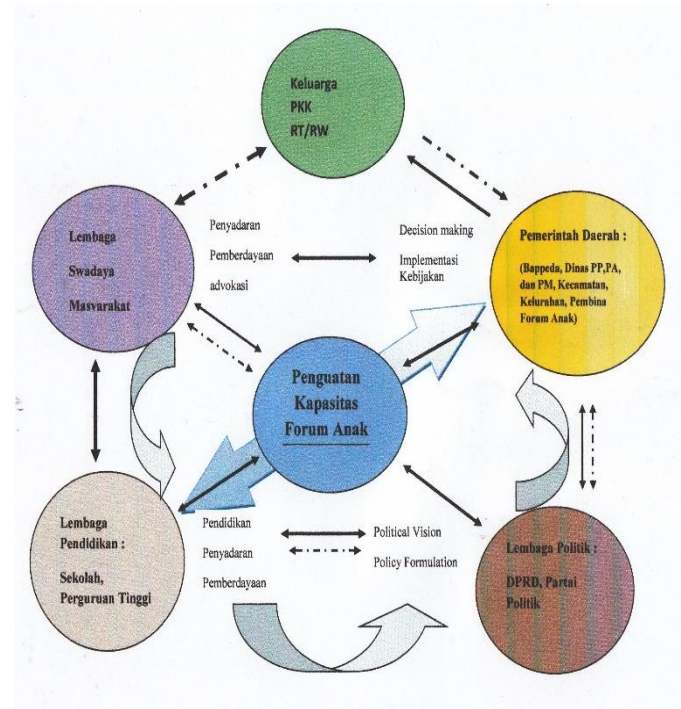 Keluarga
PKK
RT/RW
Lembaga
Swadaya
Masvarakat
Penyadaran
Pemberdayaan
advokasi
Decision making
Implementasi
Kebijakan
Pemerintah Daerah :
(Bappeda, Dinas PP,PA,
dan PM, Kecamatan,
Kelurahan, Pembina
Forum Anak)
Penguatan
Kapasitas
Forum Anak
Lembaga
Pendidikan :
Sekolah,
Perguruan Tinggi
Pendidikan
Penyadaran
Pemberdayaan
Political Vision
Policy Formulation
Lembaga Politik :
DPRD, Partai
Politik